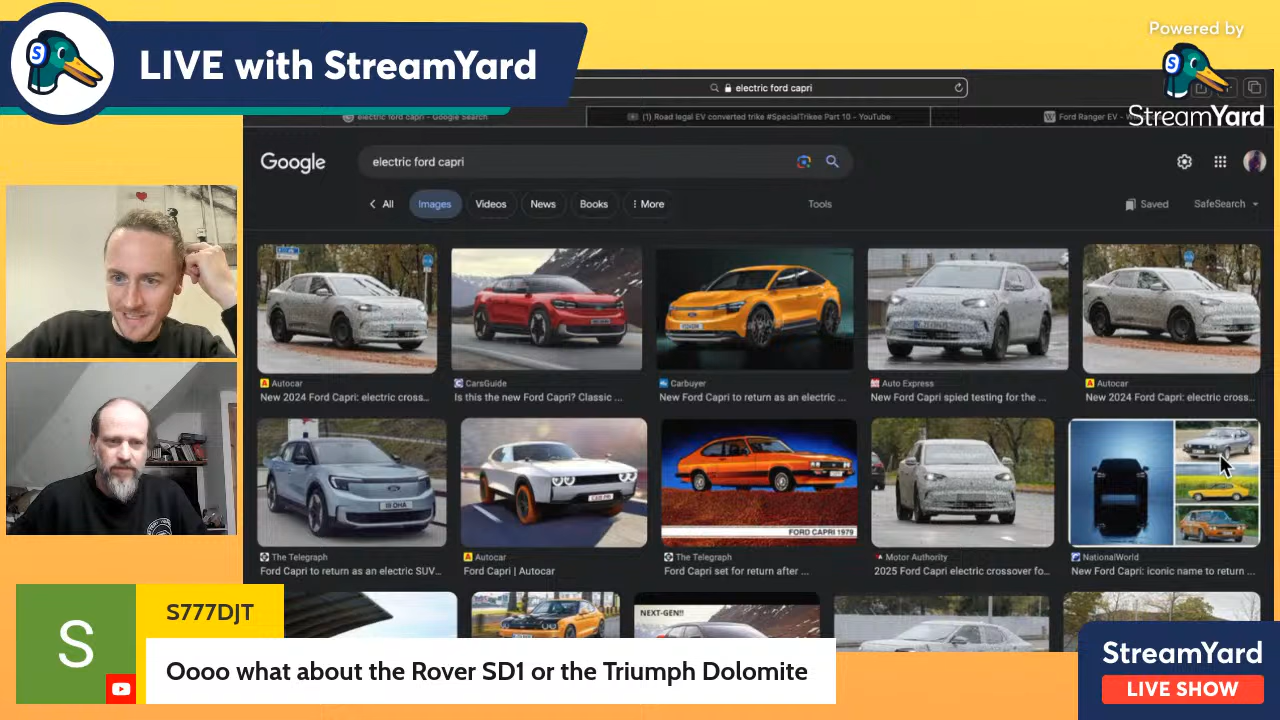 LIVE with StreamYard
Powered by
StreamYard
electric ford capri
electric ford capri - Google Search
(1) Road legal EV converted trike #SpecialTrikee Part 10 - YouTube
Ford Ranger EV
Google
electric ford capri
All
Images
Videos
News
Books
More
Tools
Saved
SafeSearch
Autocar
New 2024 Ford Capri: electric cross...
CarsGuide
Is this the new Ford Capri? Classic ...
Carbuyer
New Ford Capri to return as an electric ...
Auto Express
New Ford Capri spied testing for the ...
Autocar
New 2024 Ford Capri: electric cross...
FORD CAPRI 1979
The Telegraph
Ford Capri to return as an electric SUV...
Autocar
Ford Capri | Autocar
The Telegraph
Ford Capri set for return after ...
Motor Authority
2025 Ford Capri electric crossover fo...
NationalWorld
New Ford Capri: iconic name to return ...
NEXT-GEN!!
S
S777DJT
Oooo what about the Rover SD1 or the Triumph Dolomite
StreamYard
LIVE SHOW